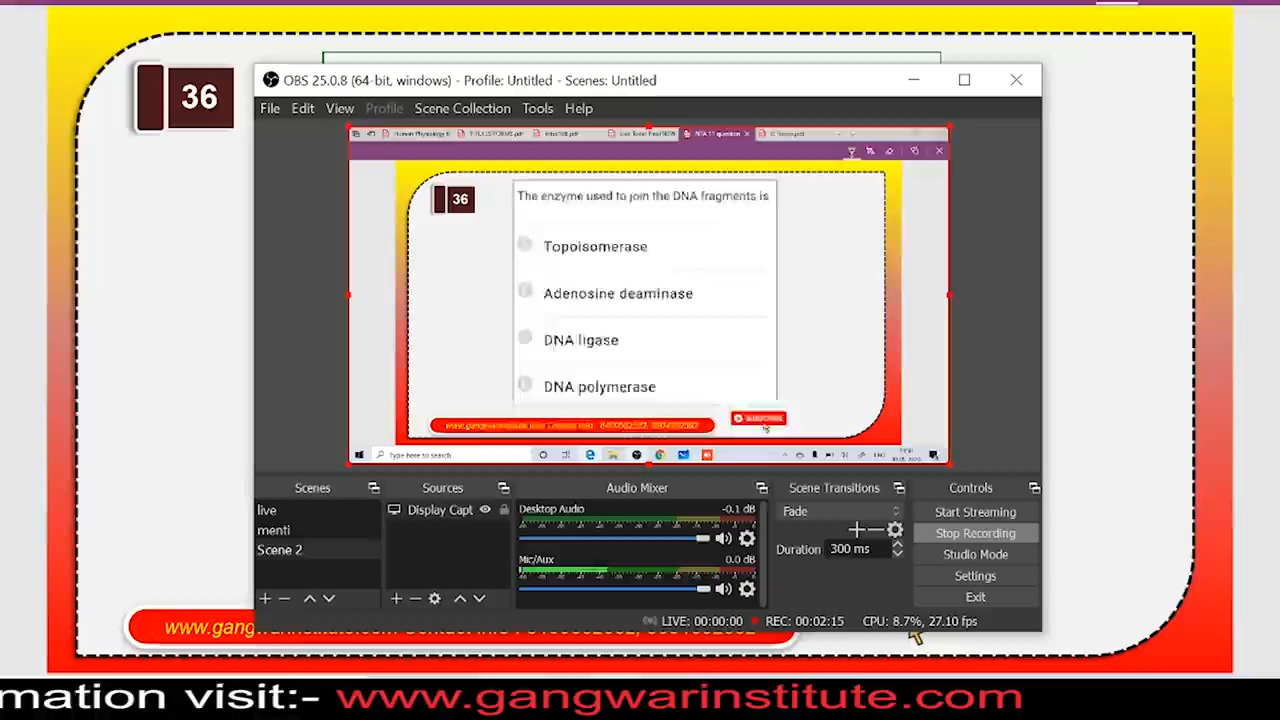 36
OBS 25.0.8 (64-bit, windows) - Profile: Untitled - Scenes: Untitled
File Edit View Profile Scene Collection Tools Help
36
The enzyme used to join the DNA fragments is
Topoisomerase
Adenosine deaminase
DNA ligase
DNA polymerase
Type here to search
Scenes
live
menti
Scene 2
Sources
Display Capt
Audio Mixer
Desktop Audio -0.1 dB
Mic/Aux 0.0 dB
Scene Transitions
Fade
Duration 300 ms
Controls
Start Streaming
Stop Recording
Studio Mode
Settings
Exit
LIVE: 00:00:00 REC: 00:02:15 CPU: 8.7%, 27.10 fps
www.gang
mation visit:- www.gangwarinstitute.com